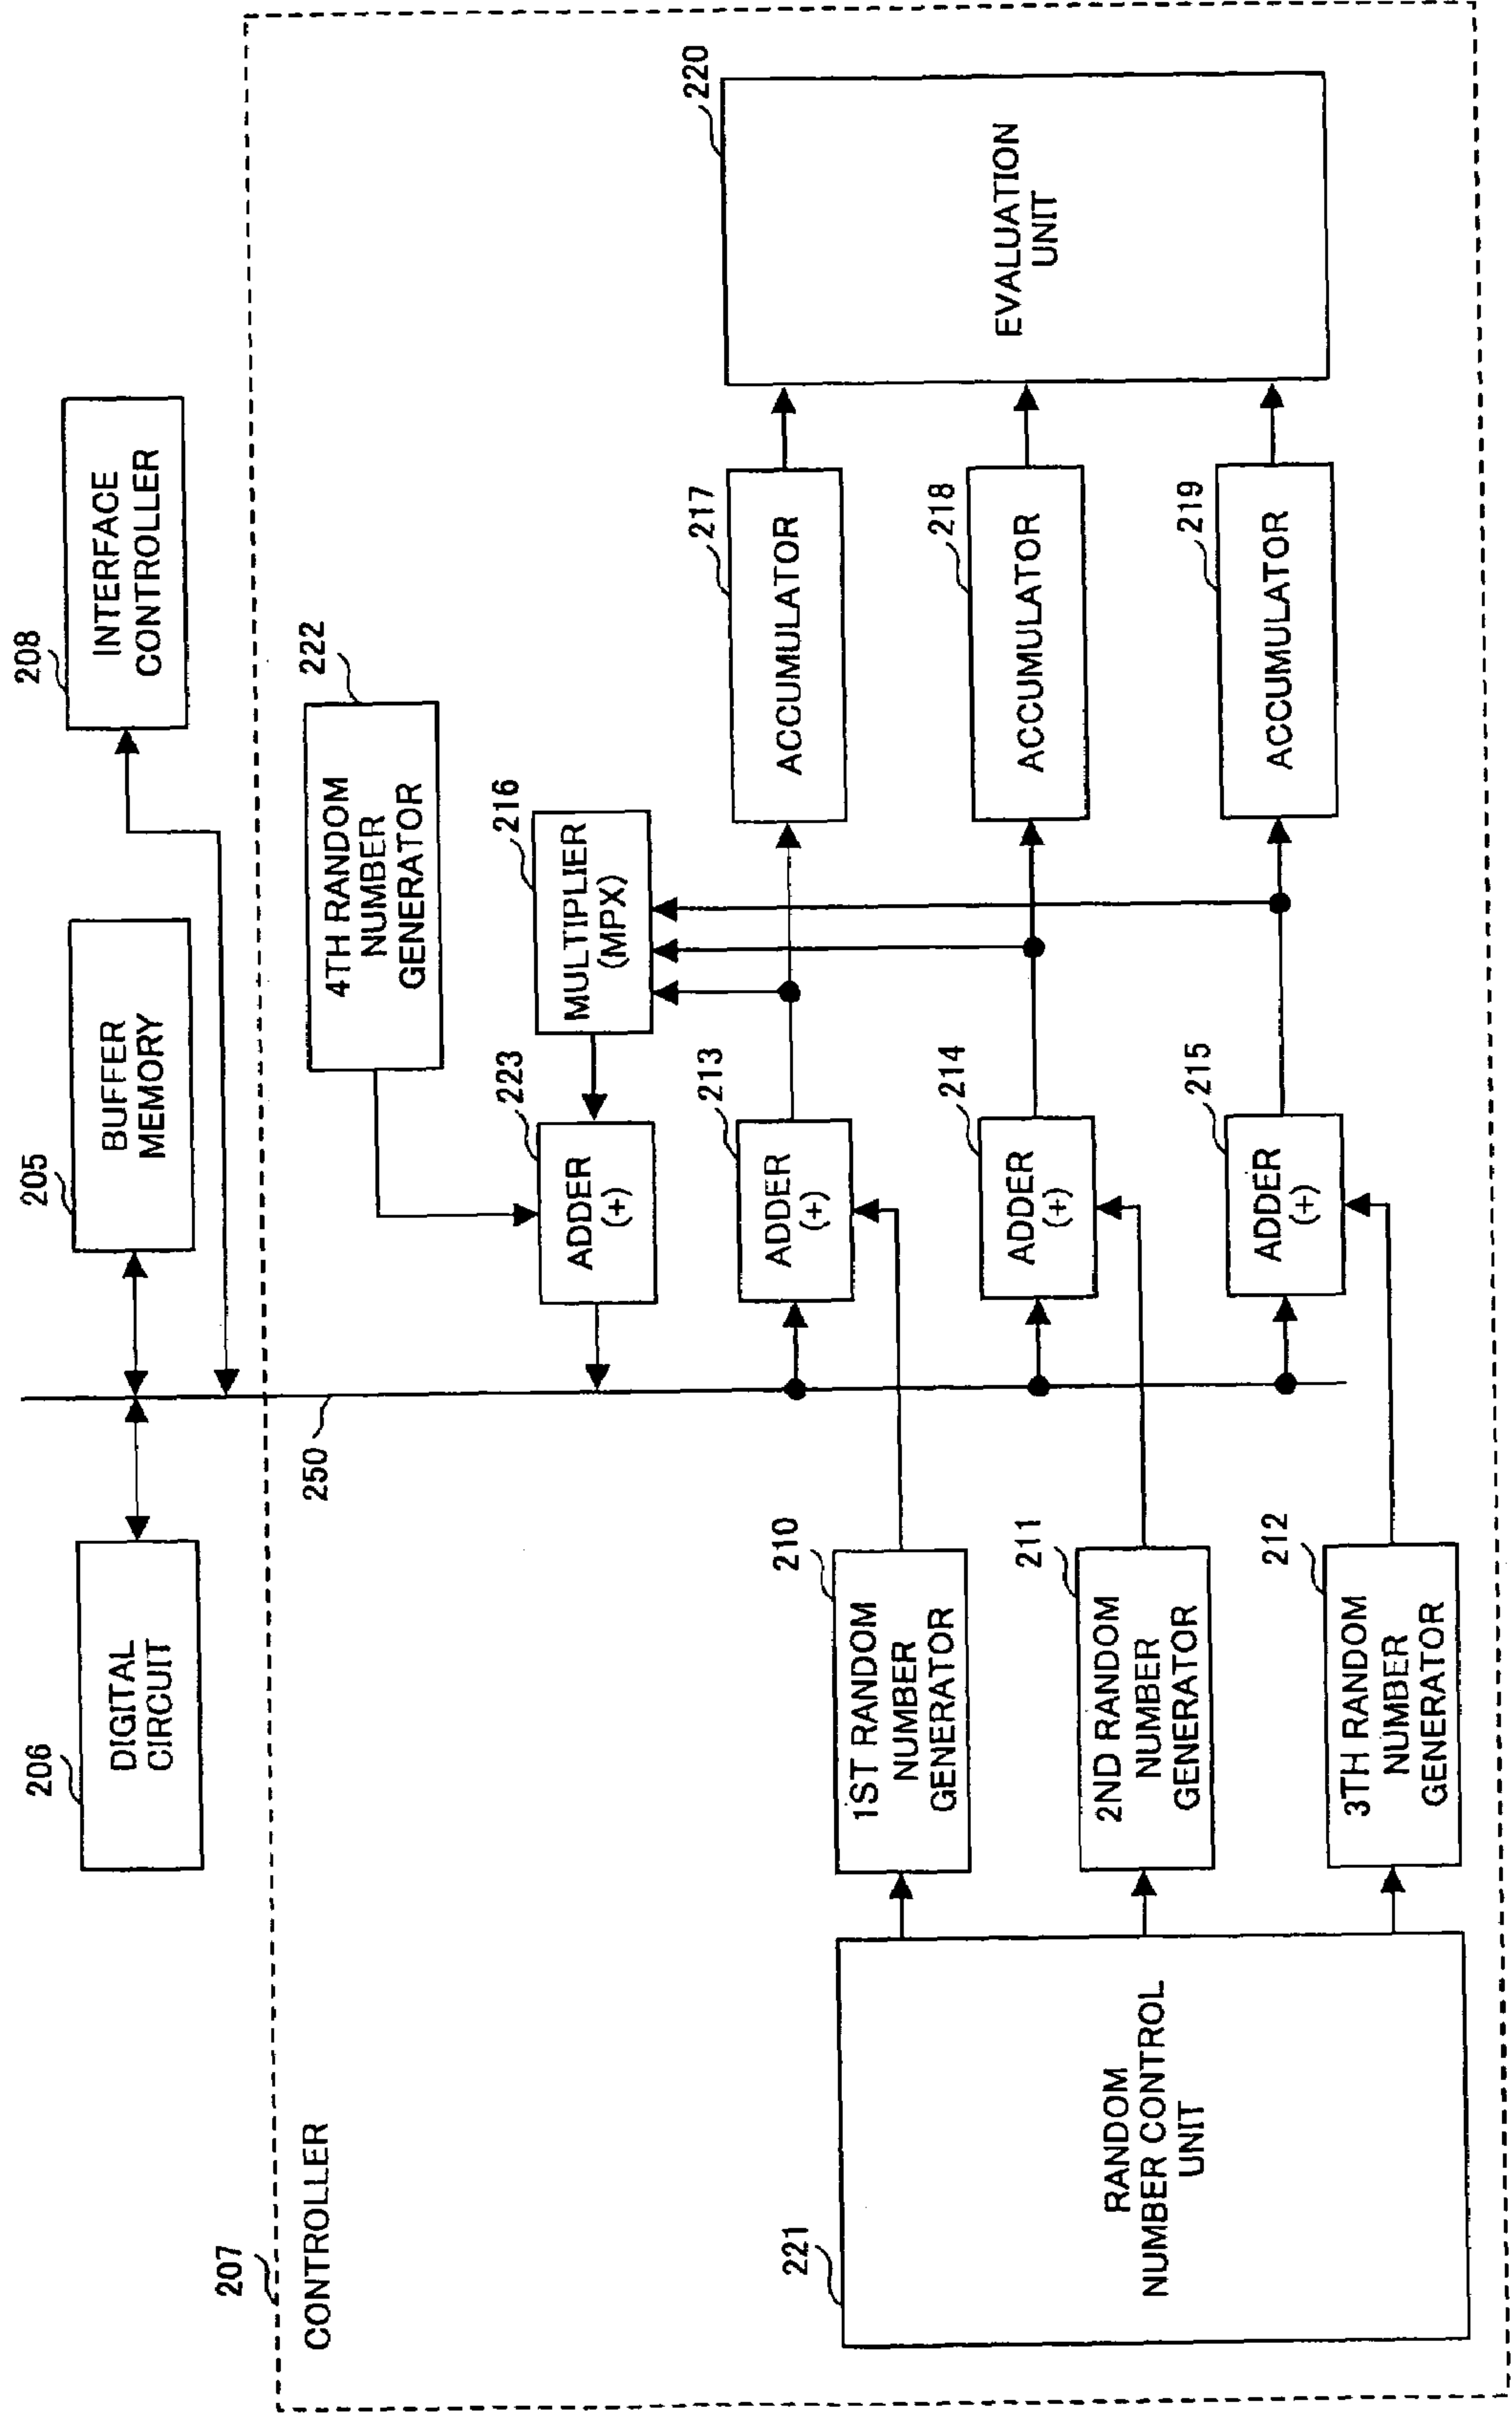 206
DIGITAL
CIRCUIT
205
BUFFER
MEMORY
208
INTERFACE
CONTROLLER
207
CONTROLLER
250
222
4TH RANDOM
NUMBER
GENERATOR
223
ADDER
(+)
216
MULTIPLIER
(MPX)
221
RANDOM
NUMBER CONTROL
UNIT
210
1ST RANDOM
NUMBER
GENERATOR
213
ADDER
(+)
217
ACCUMULATOR
211
2ND RANDOM
NUMBER
GENERATOR
214
ADDER
(+)
218
ACCUMULATOR
212
3TH RANDOM
NUMBER
GENERATOR
215
ADDER
(+)
219
ACCUMULATOR
220
EVALUATION
UNIT